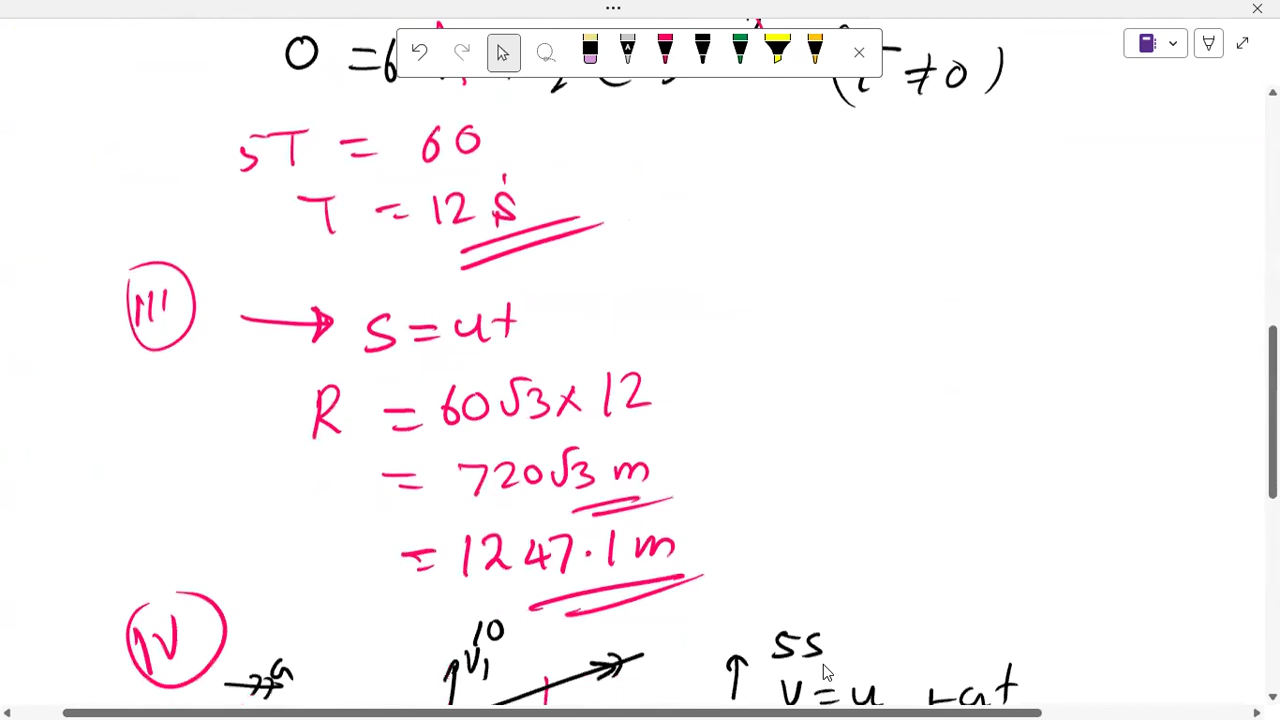 0 = 6 ≠0)
5T = 60
T = 12 s
III → S = ut
R = 60√3 x 12
= 720√3 m
= 1247.1 m
IV
10
a V₁ ↑ 5s
V = u + at